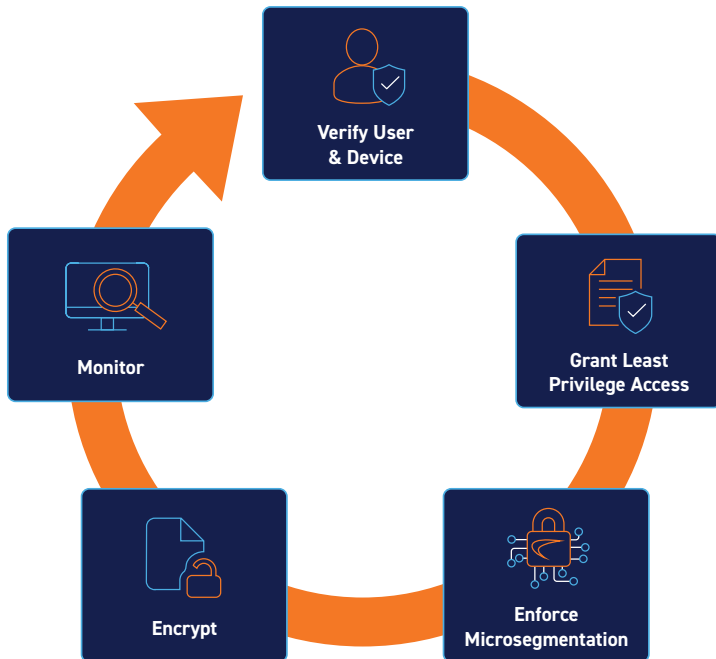 Verify User
& Device
Grant Least
Privilege Access
Enforce
Microsegmentation
Encrypt
Monitor